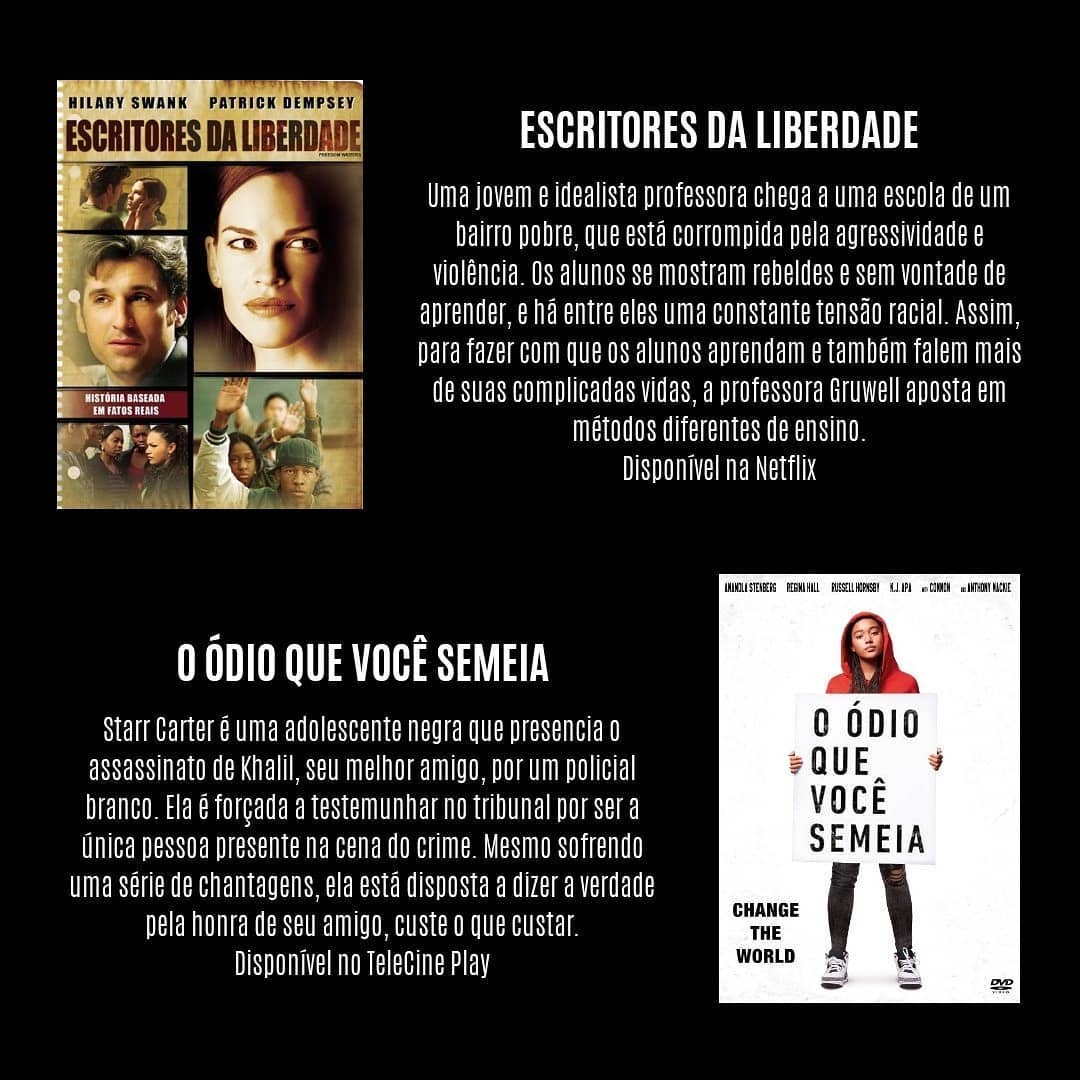 HILARY SWANK PATRICK DEMPSEY
ESCRITORES DA LIBERDADE
FREEDOM WRITERS
HISTÓRIA BASEADA
EM FATOS REAIS
ESCRITORES DA LIBERDADE
Uma jovem e idealista professora chega a uma escola de um
bairro pobre, que está corrompida pela agressividade e
violência. Os alunos se mostram rebeldes e sem vontade de
aprender, e há entre eles uma constante tensão racial. Assim,
para fazer com que os alunos aprendam e também falem mais
de suas complicadas vidas, a professora Gruwell aposta em
métodos diferentes de ensino.
Disponível na Netflix
O ÓDIO QUE VOCÊ SEMEIA
Starr Carter é uma adolescente negra que presencia o
assassinato de Khalil, seu melhor amigo, por um policial
branco. Ela é forçada a testemunhar no tribunal por ser a
única pessoa presente na cena do crime. Mesmo sofrendo
uma série de chantagens, ela está disposta a dizer a verdade
pela honra de seu amigo, custe o que custar.
Disponível no TeleCine Play
AMANDLA STENBERG REGINA HALL RUSSELL HORNSBY K.J. APA WITH COMMON AND ANTHONY MACKIE
O ÓDIO
QUE
VOCÊ
SEMEIA
CHANGE
THE
WORLD
DVD
VIDEO